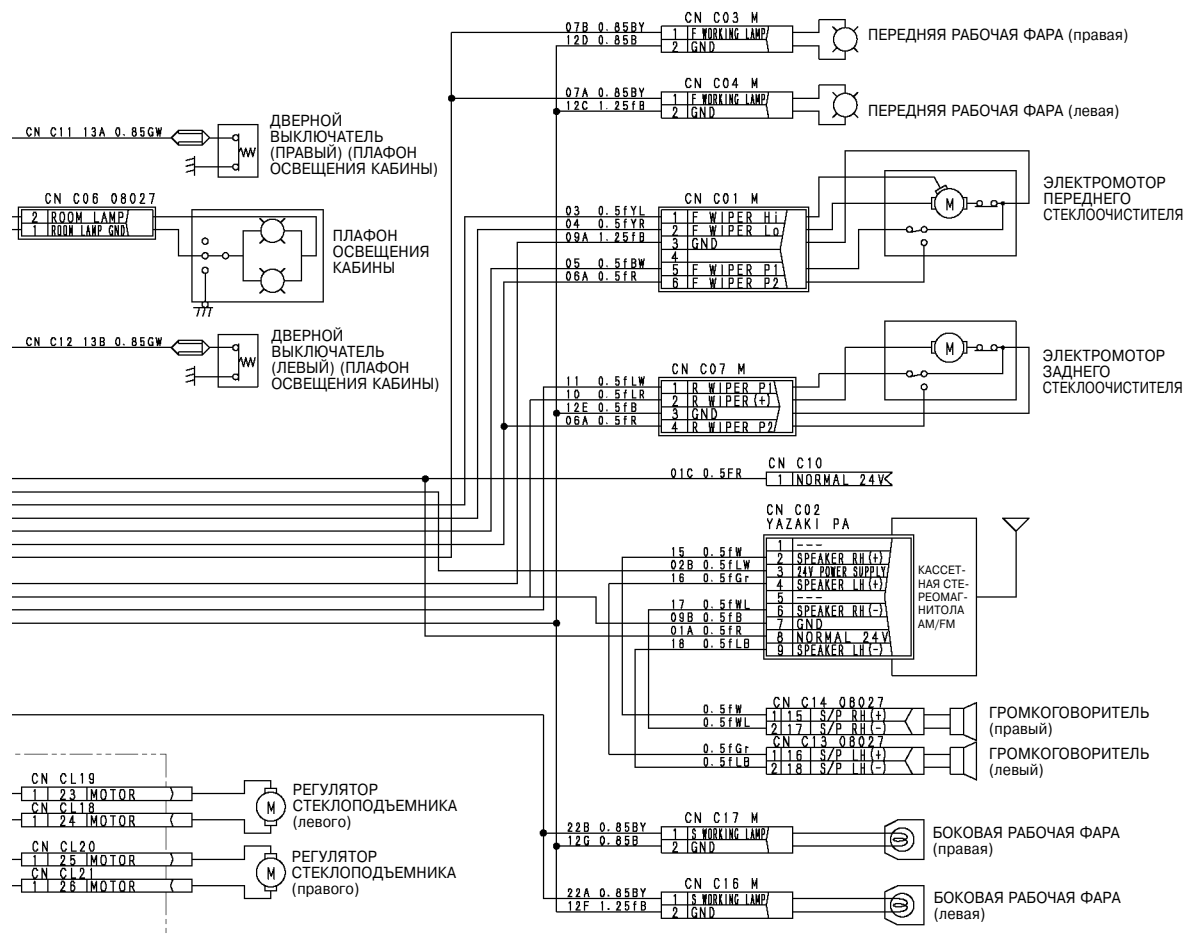 CN C03 M
07B 0.85BY 1 F WORKING LAMP
12D 0.85B 2 GND
ПЕРЕДНЯЯ РАБОЧАЯ ФАРА (правая)
CN C04 M
07A 0.85BY 1 F WORKING LAMP
12C 1.25fB 2 GND
ПЕРЕДНЯЯ РАБОЧАЯ ФАРА (левая)
CN C11 13A 0.85GW
ДВЕРНОЙ
ВЫКЛЮЧАТЕЛЬ
(ПРАВЫЙ) (ПЛАФОН
ОСВЕЩЕНИЯ КАБИНЫ)
CN C06 08027
2 ROOM LAMP
1 ROOM LAMP GND
ПЛАФОН
ОСВЕЩЕНИЯ
КАБИНЫ
CN C01 M
03 0.5fYL 1 F WIPER Hi
04 0.5fYR 2 F WIPER Lo
09A 1.25fB 3 GND
4
05 0.5fBW 5 F WIPER P1
06A 0.5fR 6 F WIPER P2
M
ЭЛЕКТРОМОТОР
ПЕРЕДНЕГО
СТЕКЛООЧИСТИТЕЛЯ
CN C12 13B 0.85GW
ДВЕРНОЙ
ВЫКЛЮЧАТЕЛЬ
(ЛЕВЫЙ) (ПЛАФОН
ОСВЕЩЕНИЯ КАБИНЫ)
CN C07 M
11 0.5fLW 1 R WIPER P1
10 0.5fLR 2 R WIPER (+)
12E 0.5fB 3 GND
06A 0.5fR 4 R WIPER P2
M
ЭЛЕКТРОМОТОР
ЗАДНЕГО
СТЕКЛООЧИСТИТЕЛЯ
CN C10
01C 0.5FR 1 NORMAL 24V
CN C02
YAZAKI PA
1 ---
15 0.5fW 2 SPEAKER RH(+)
02B 0.5fLW 3 24V POWER SUPPLY
16 0.5fGr 4 SPEAKER LH(+)
5 ---
17 0.5fWL 6 SPEAKER RH(-)
09B 0.5fB 7 GND
01A 0.5fR 8 NORMAL 24V
18 0.5fLB 9 SPEAKER LH(-)
КАССЕТ-
НАЯ СТЕ-
РЕОМАГ-
НИТОЛА
AM/FM
CN C14 08027
0.5fW 1 15 S/P RH(+)
0.5fWL 2 17 S/P RH(-)
ГРОМКОГОВОРИТЕЛЬ
(правый)
CN C13 08027
0.5fGr 1 16 S/P LH(+)
0.5fLB 2 18 S/P LH(-)
ГРОМКОГОВОРИТЕЛЬ
(левый)
CN CL19
1 23 MOTOR
CN CL18
1 24 MOTOR
M
РЕГУЛЯТОР
СТЕКЛОПОДЪЕМНИКА
(левого)
CN CL20
1 25 MOTOR
CN CL21
1 26 MOTOR
M
РЕГУЛЯТОР
СТЕКЛОПОДЪЕМНИКА
(правого)
CN C17 M
22B 0.85BY 1 S WORKING LAMP
12G 0.85B 2 GND
БОКОВАЯ РАБОЧАЯ ФАРА
(правая)
CN C16 M
22A 0.85BY 1 S WORKING LAMP
12F 1.25fB 2 GND
БОКОВАЯ РАБОЧАЯ ФАРА
(левая)